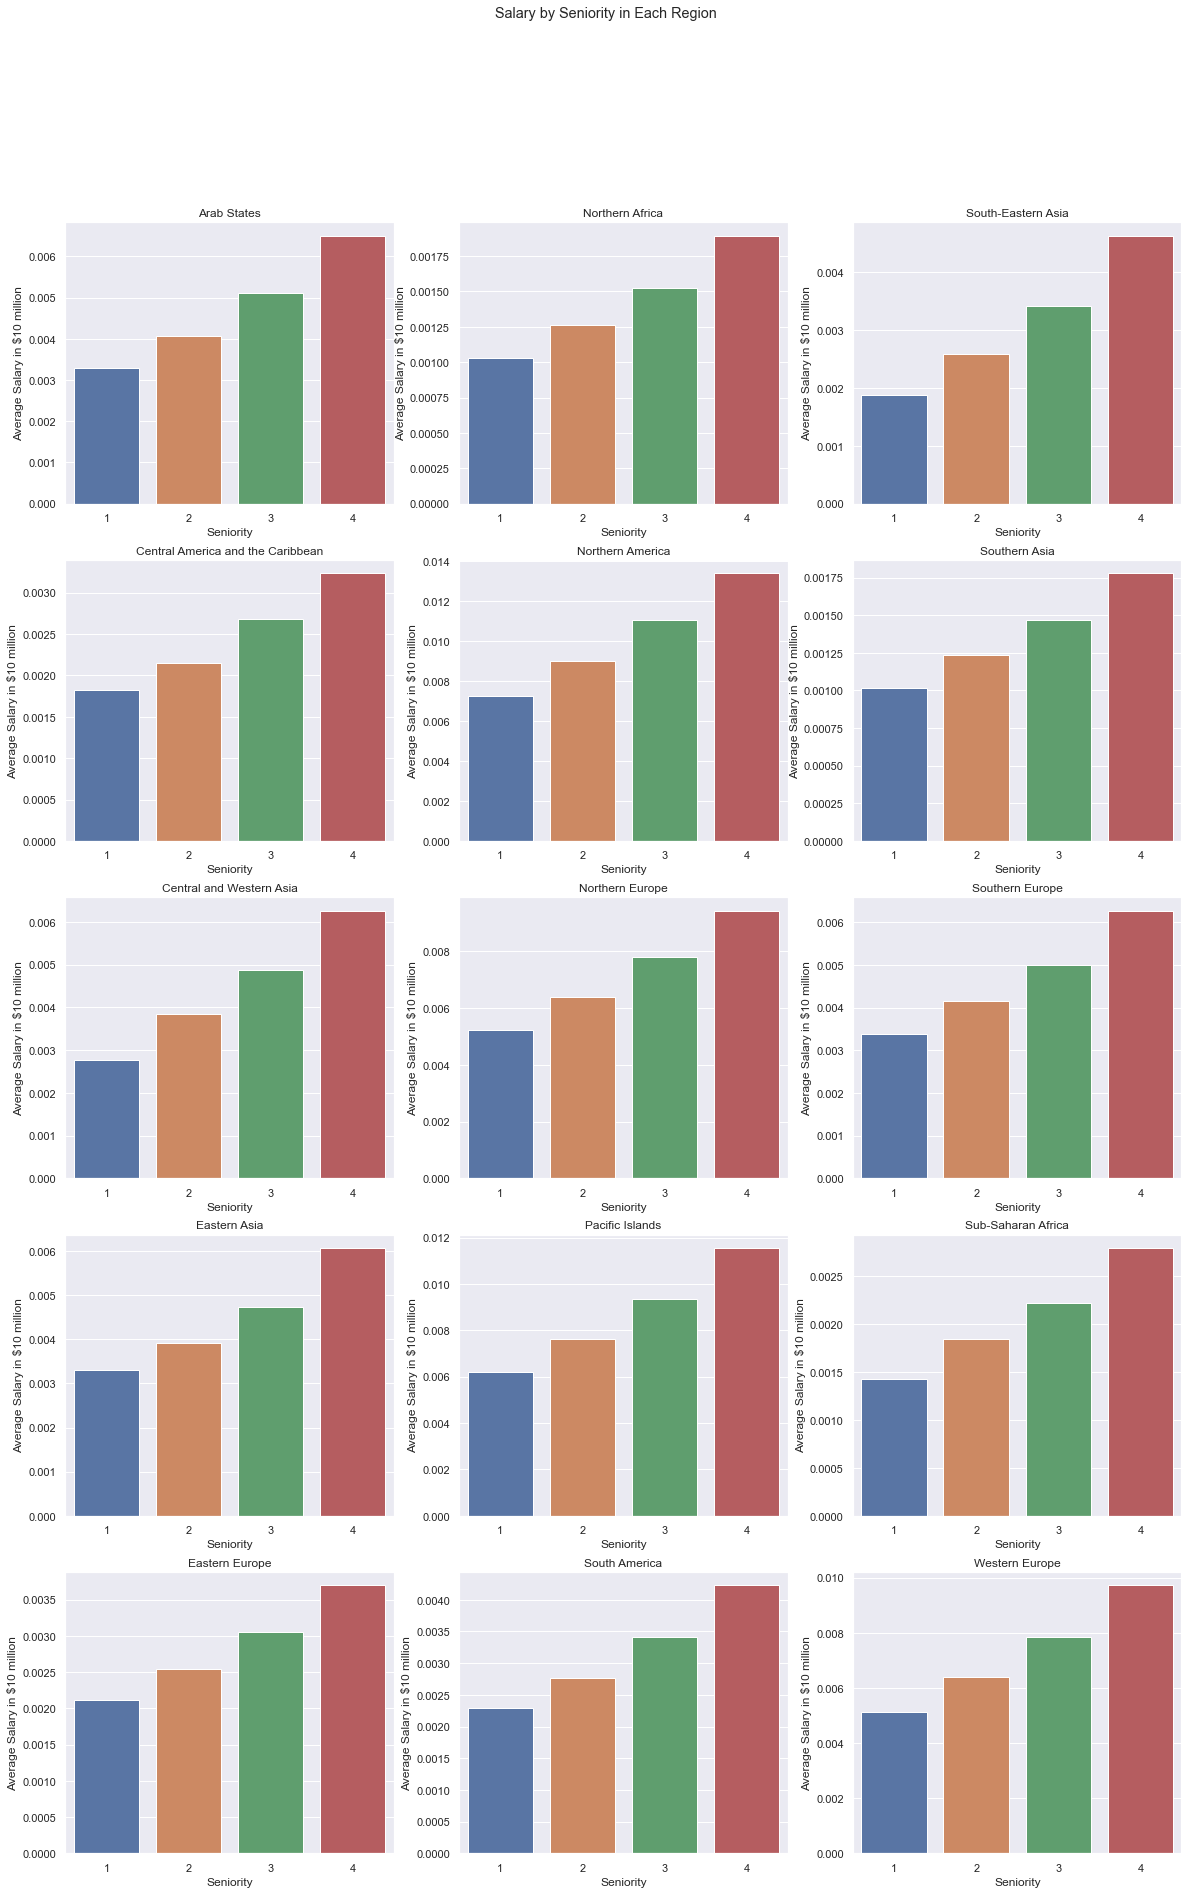 Salary by Seniority in Each Region
Arab States
Average Salary in $10 million
0.006
0.005
0.004
0.003
0.002
0.001
0.000
1 2 3 4
Seniority
Northern Africa
Average Salary in $10 million
0.00175
0.00150
0.00125
0.00100
0.00075
0.00050
0.00025
0.00000
1 2 3 4
Seniority
South-Eastern Asia
Average Salary in $10 million
0.004
0.003
0.002
0.001
0.000
1 2 3 4
Seniority
Central America and the Caribbean
Average Salary in $10 million
0.0030
0.0025
0.0020
0.0015
0.0010
0.0005
0.0000
1 2 3 4
Seniority
Northern America
Average Salary in $10 million
0.014
0.012
0.010
0.008
0.006
0.004
0.002
0.000
1 2 3 4
Seniority
Southern Asia
Average Salary in $10 million
0.00175
0.00150
0.00125
0.00100
0.00075
0.00050
0.00025
0.00000
1 2 3 4
Seniority
Central and Western Asia
Average Salary in $10 million
0.006
0.005
0.004
0.003
0.002
0.001
0.000
1 2 3 4
Seniority
Northern Europe
Average Salary in $10 million
0.008
0.006
0.004
0.002
0.000
1 2 3 4
Seniority
Southern Europe
Average Salary in $10 million
0.006
0.005
0.004
0.003
0.002
0.001
0.000
1 2 3 4
Seniority
Eastern Asia
Average Salary in $10 million
0.006
0.005
0.004
0.003
0.002
0.001
0.000
1 2 3 4
Seniority
Pacific Islands
Average Salary in $10 million
0.012
0.010
0.008
0.006
0.004
0.002
0.000
1 2 3 4
Seniority
Sub-Saharan Africa
Average Salary in $10 million
0.0025
0.0020
0.0015
0.0010
0.0005
0.0000
1 2 3 4
Seniority
Eastern Europe
Average Salary in $10 million
0.0035
0.0030
0.0025
0.0020
0.0015
0.0010
0.0005
0.0000
1 2 3 4
Seniority
South America
Average Salary in $10 million
0.0040
0.0035
0.0030
0.0025
0.0020
0.0015
0.0010
0.0005
0.0000
1 2 3 4
Seniority
Western Europe
Average Salary in $10 million
0.010
0.008
0.006
0.004
0.002
0.000
1 2 3 4
Seniority